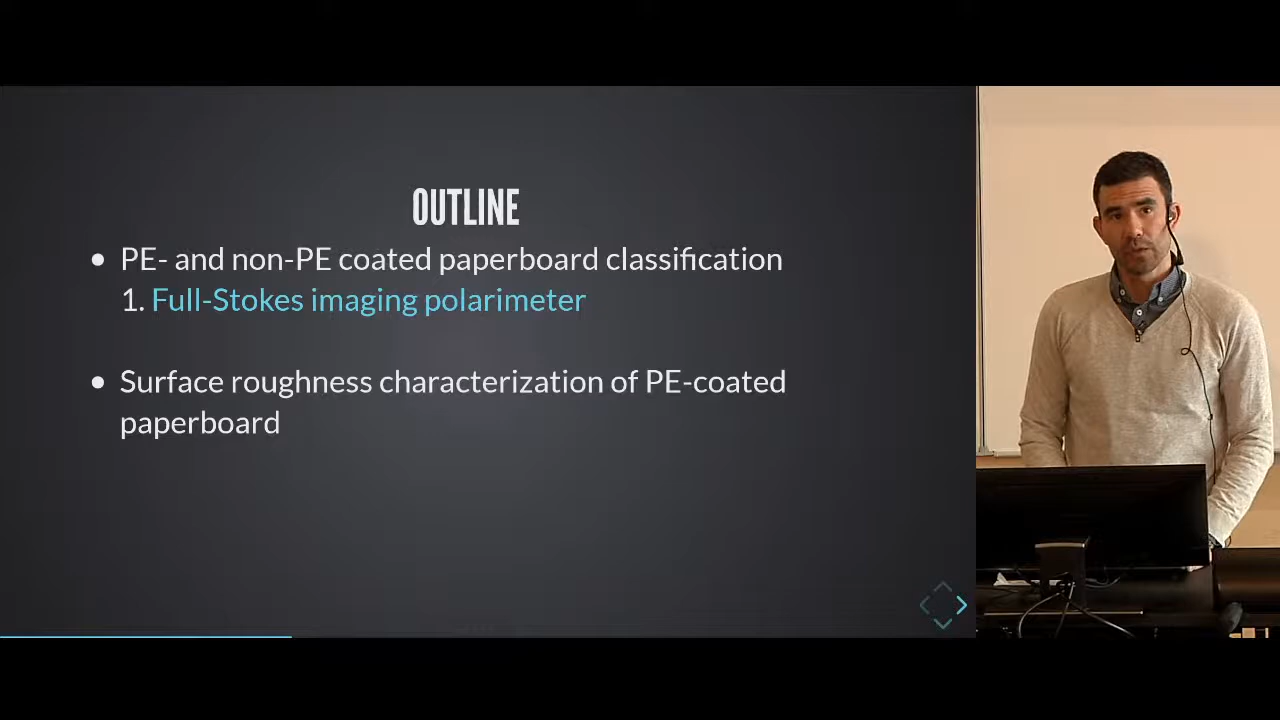 OUTLINE
• PE- and non-PE coated paperboard classification
1. Full-Stokes imaging polarimeter
• Surface roughness characterization of PE-coated
paperboard